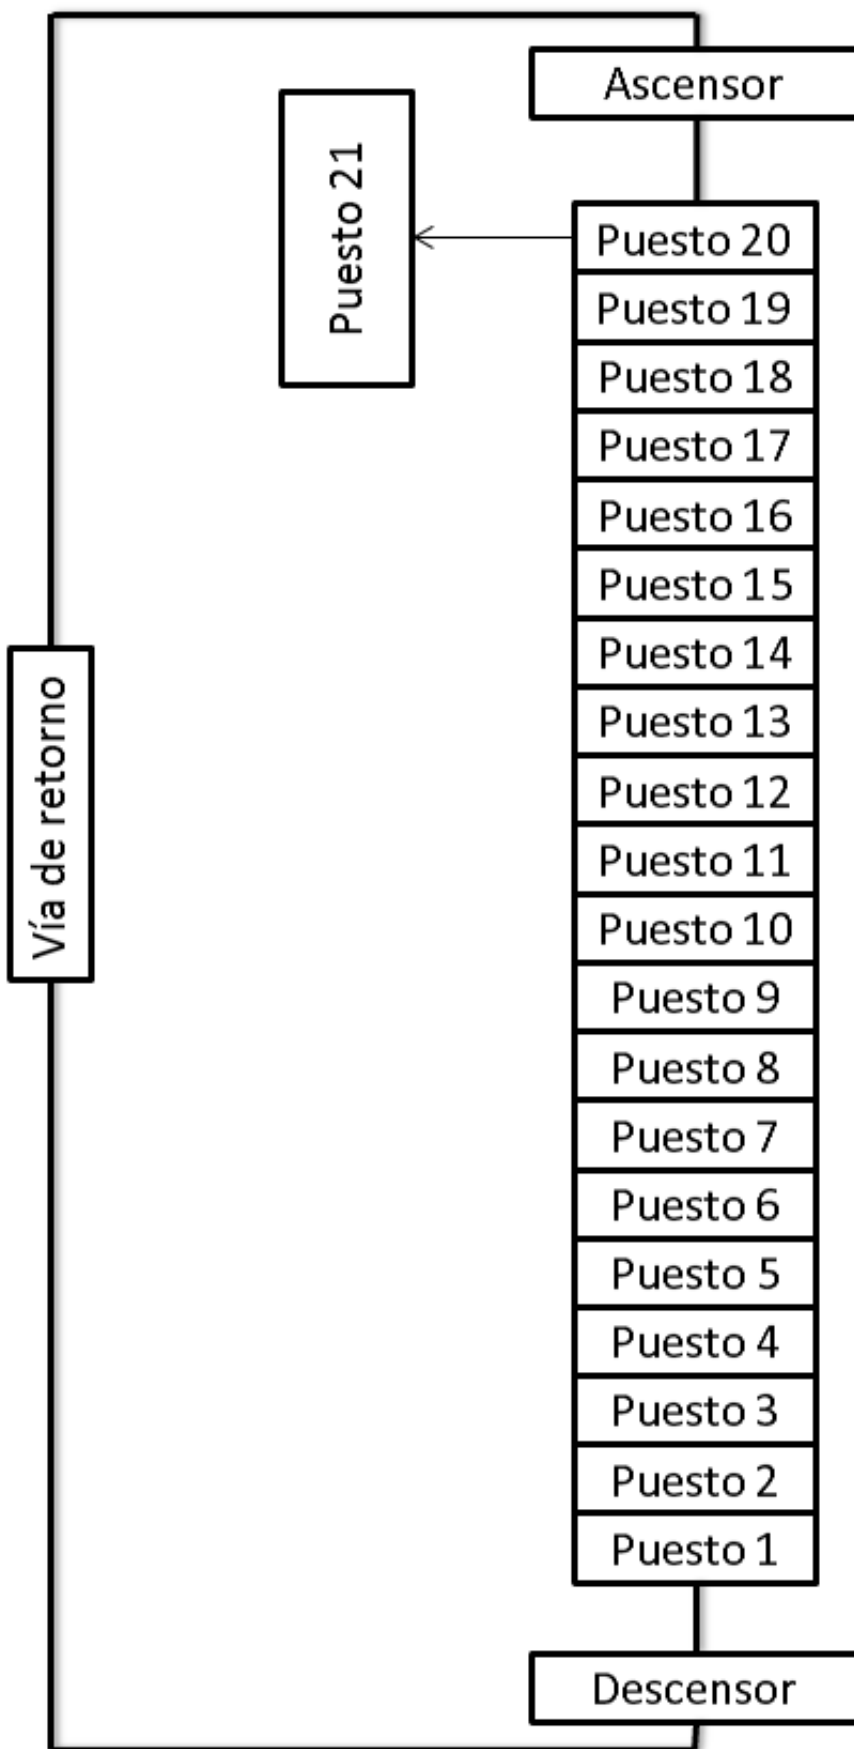 Ascensor
Puesto 21
Puesto 20
Puesto 19
Puesto 18
Puesto 17
Puesto 16
Puesto 15
Puesto 14
Puesto 13
Puesto 12
Puesto 11
Puesto 10
Puesto 9
Puesto 8
Puesto 7
Puesto 6
Puesto 5
Puesto 4
Puesto 3
Puesto 2
Puesto 1
Vía de retorno
Descensor